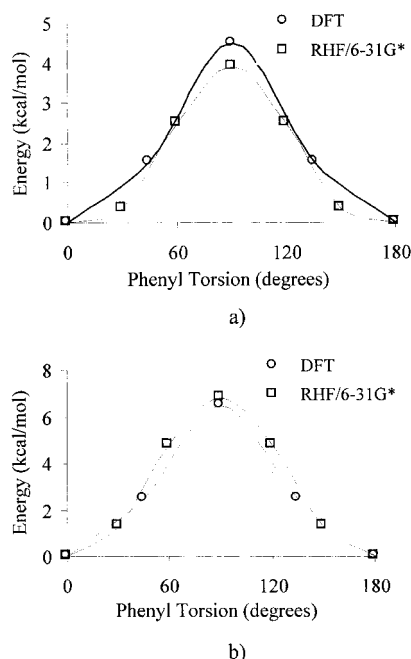 DFT
RHF/6-31G*
Energy (kcal/mol)
5
4
3
2
1
0
0 60 120 180
Phenyl Torsion (degrees)
a)
DFT
RHF/6-31G*
Energy (kcal/mol)
8
6
4
2
0
0 60 120 180
Phenyl Torsion (degrees)
b)